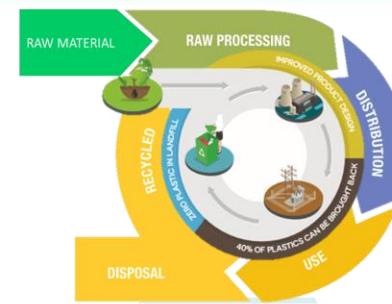 RAW MATERIAL
RAW PROCESSING
IMPROVED PRODUCT DESIGN
DISTRIBUTION
40% OF PLASTICS CAN BE BROUGHT BACK
USE
DISPOSAL
RECYCLED
ZERO PLASTIC IN LANDFILL